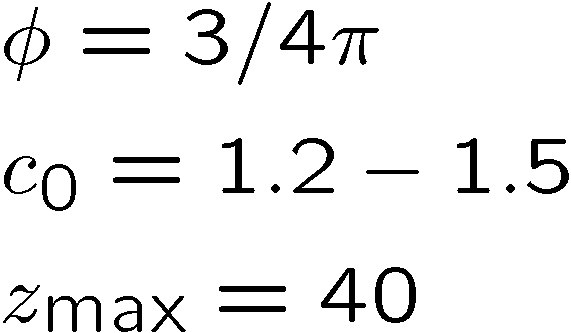 ϕ = 3/4π
c₀ = 1.2 − 1.5
z_max = 40